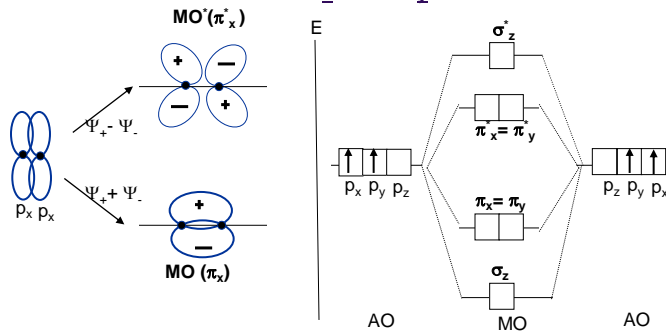 MO*(π*x)
+ −
− +
Ψ+ - Ψ-
px px
Ψ+ + Ψ-
+
−
MO (πx)
E
σ*z
π*x = π*y
px py pz
pz py px
πx = πy
σz
AO MO AO